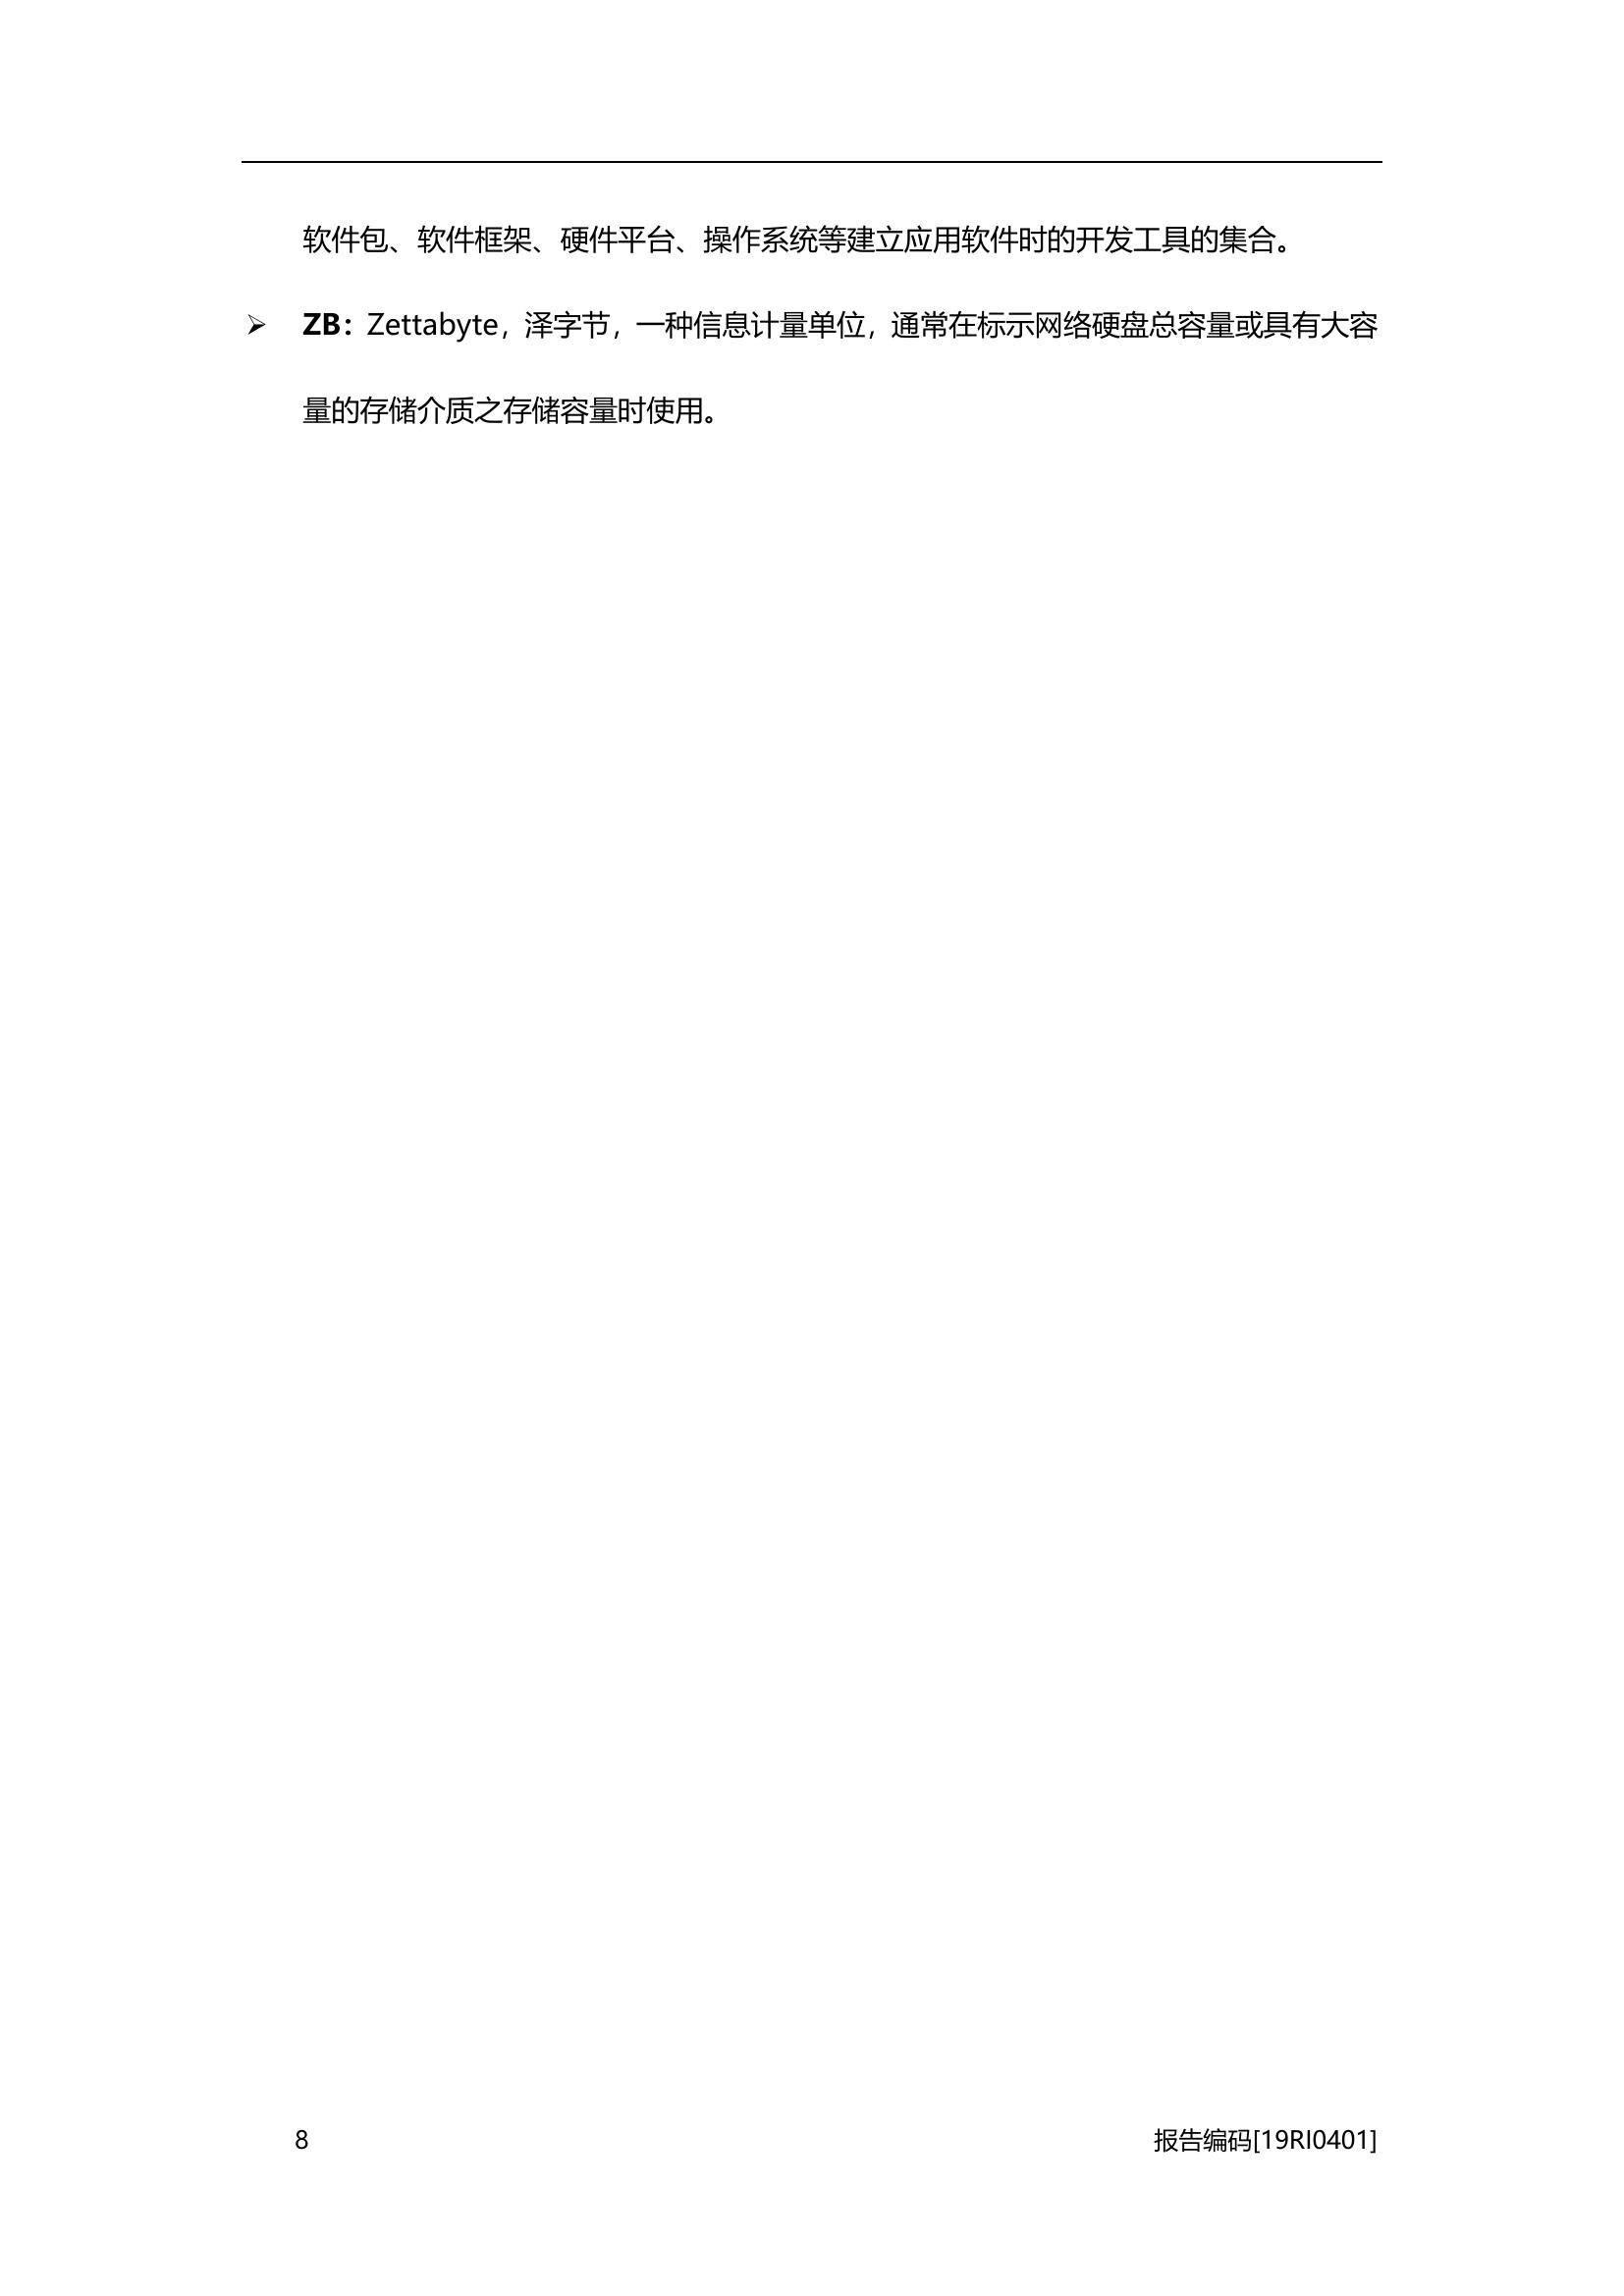 软件包、软件框架、硬件平台、操作系统等建立应用软件时的开发工具的集合。
➢ ZB：Zettabyte，泽字节，一种信息计量单位，通常在标示网络硬盘总容量或具有大容
量的存储介质之存储容量时使用。
8 报告编码[19RI0401]